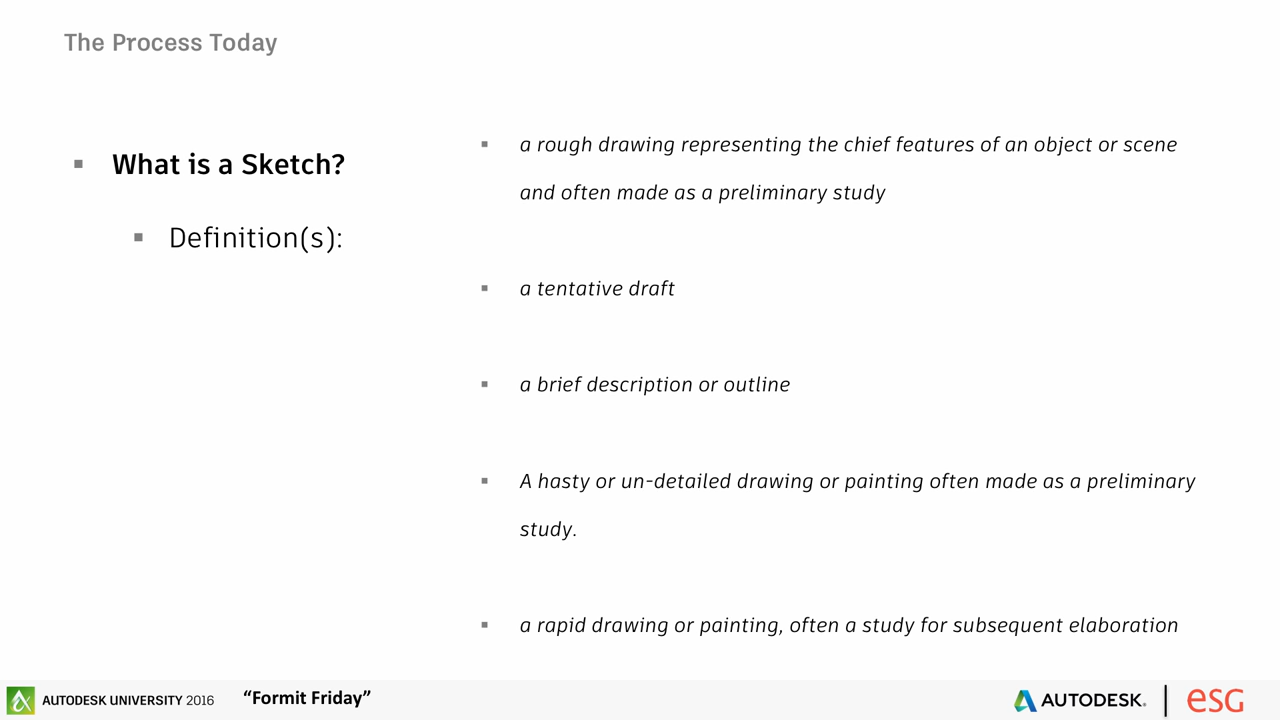 The Process Today
What is a Sketch?
Definition(s):
a rough drawing representing the chief features of an object or scene
and often made as a preliminary study
a tentative draft
a brief description or outline
A hasty or un-detailed drawing or painting often made as a preliminary
study.
a rapid drawing or painting, often a study for subsequent elaboration
AUTODESK UNIVERSITY 2016 “Formit Friday” AUTODESK. esg